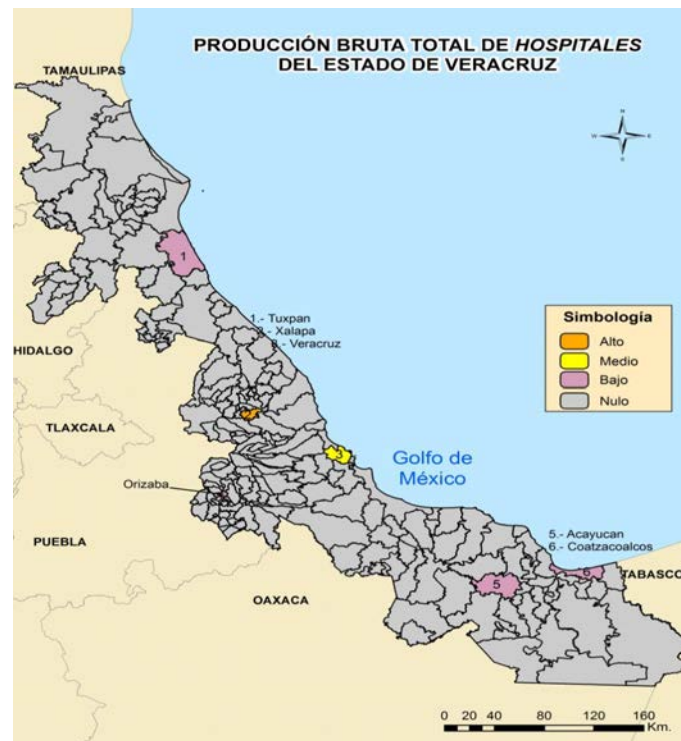 PRODUCCIÓN BRUTA TOTAL DE HOSPITALES
DEL ESTADO DE VERACRUZ
TAMAULIPAS
N
W E
S
1
1.- Tuxpan
2.- Xalapa
3.- Veracruz
Simbología
Alto
Medio
Bajo
Nulo
HIDALGO
TLAXCALA
3
Golfo de
México
Orizaba
PUEBLA
5.- Acayucan
6.- Coatzacoalcos
6
TABASCO
5
OAXACA
0 20 40 80 120 160
Km.